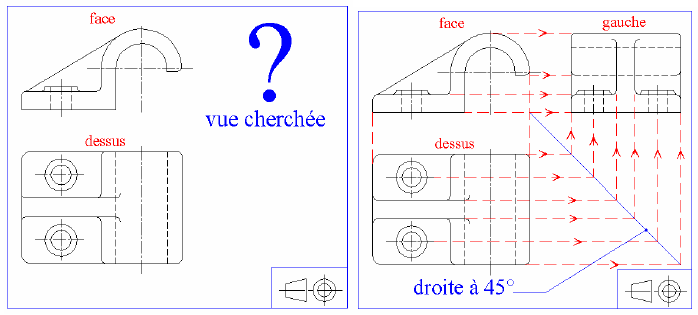 face
?
vue cherchée
dessus
face
gauche
dessus
droite à 45°